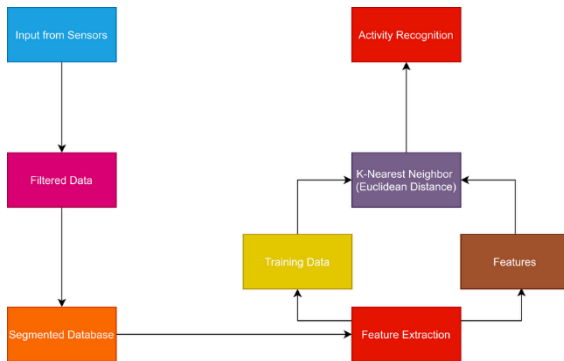 Input from Sensors
Activity Recognition
Filtered Data
K-Nearest Neighbor
(Euclidean Distance)
Training Data
Features
Segmented Database
Feature Extraction